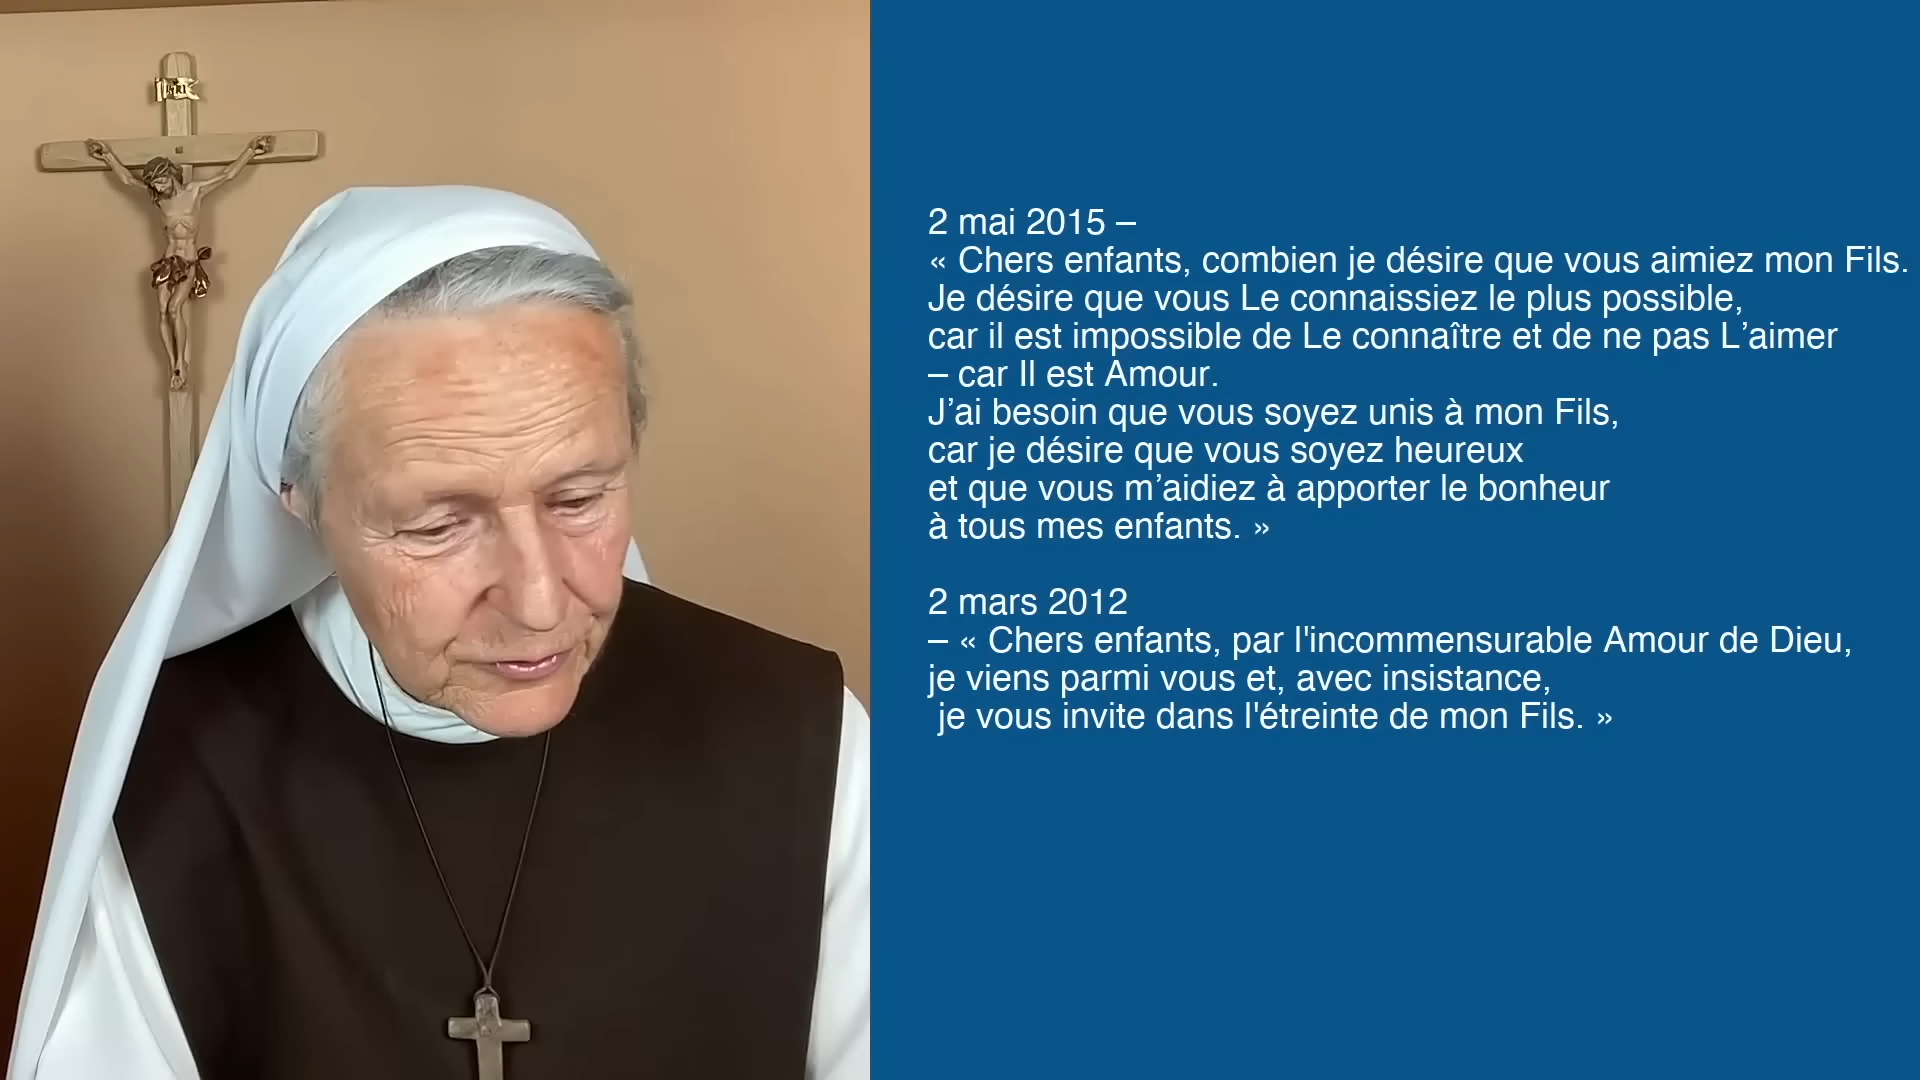 2 mai 2015 –
« Chers enfants, combien je désire que vous aimiez mon Fils.
Je désire que vous Le connaissiez le plus possible,
car il est impossible de Le connaître et de ne pas L’aimer
– car Il est Amour.
J’ai besoin que vous soyez unis à mon Fils,
car je désire que vous soyez heureux
et que vous m’aidiez à apporter le bonheur
à tous mes enfants. »
2 mars 2012
– « Chers enfants, par l'incommensurable Amour de Dieu,
je viens parmi vous et, avec insistance,
je vous invite dans l'étreinte de mon Fils. »